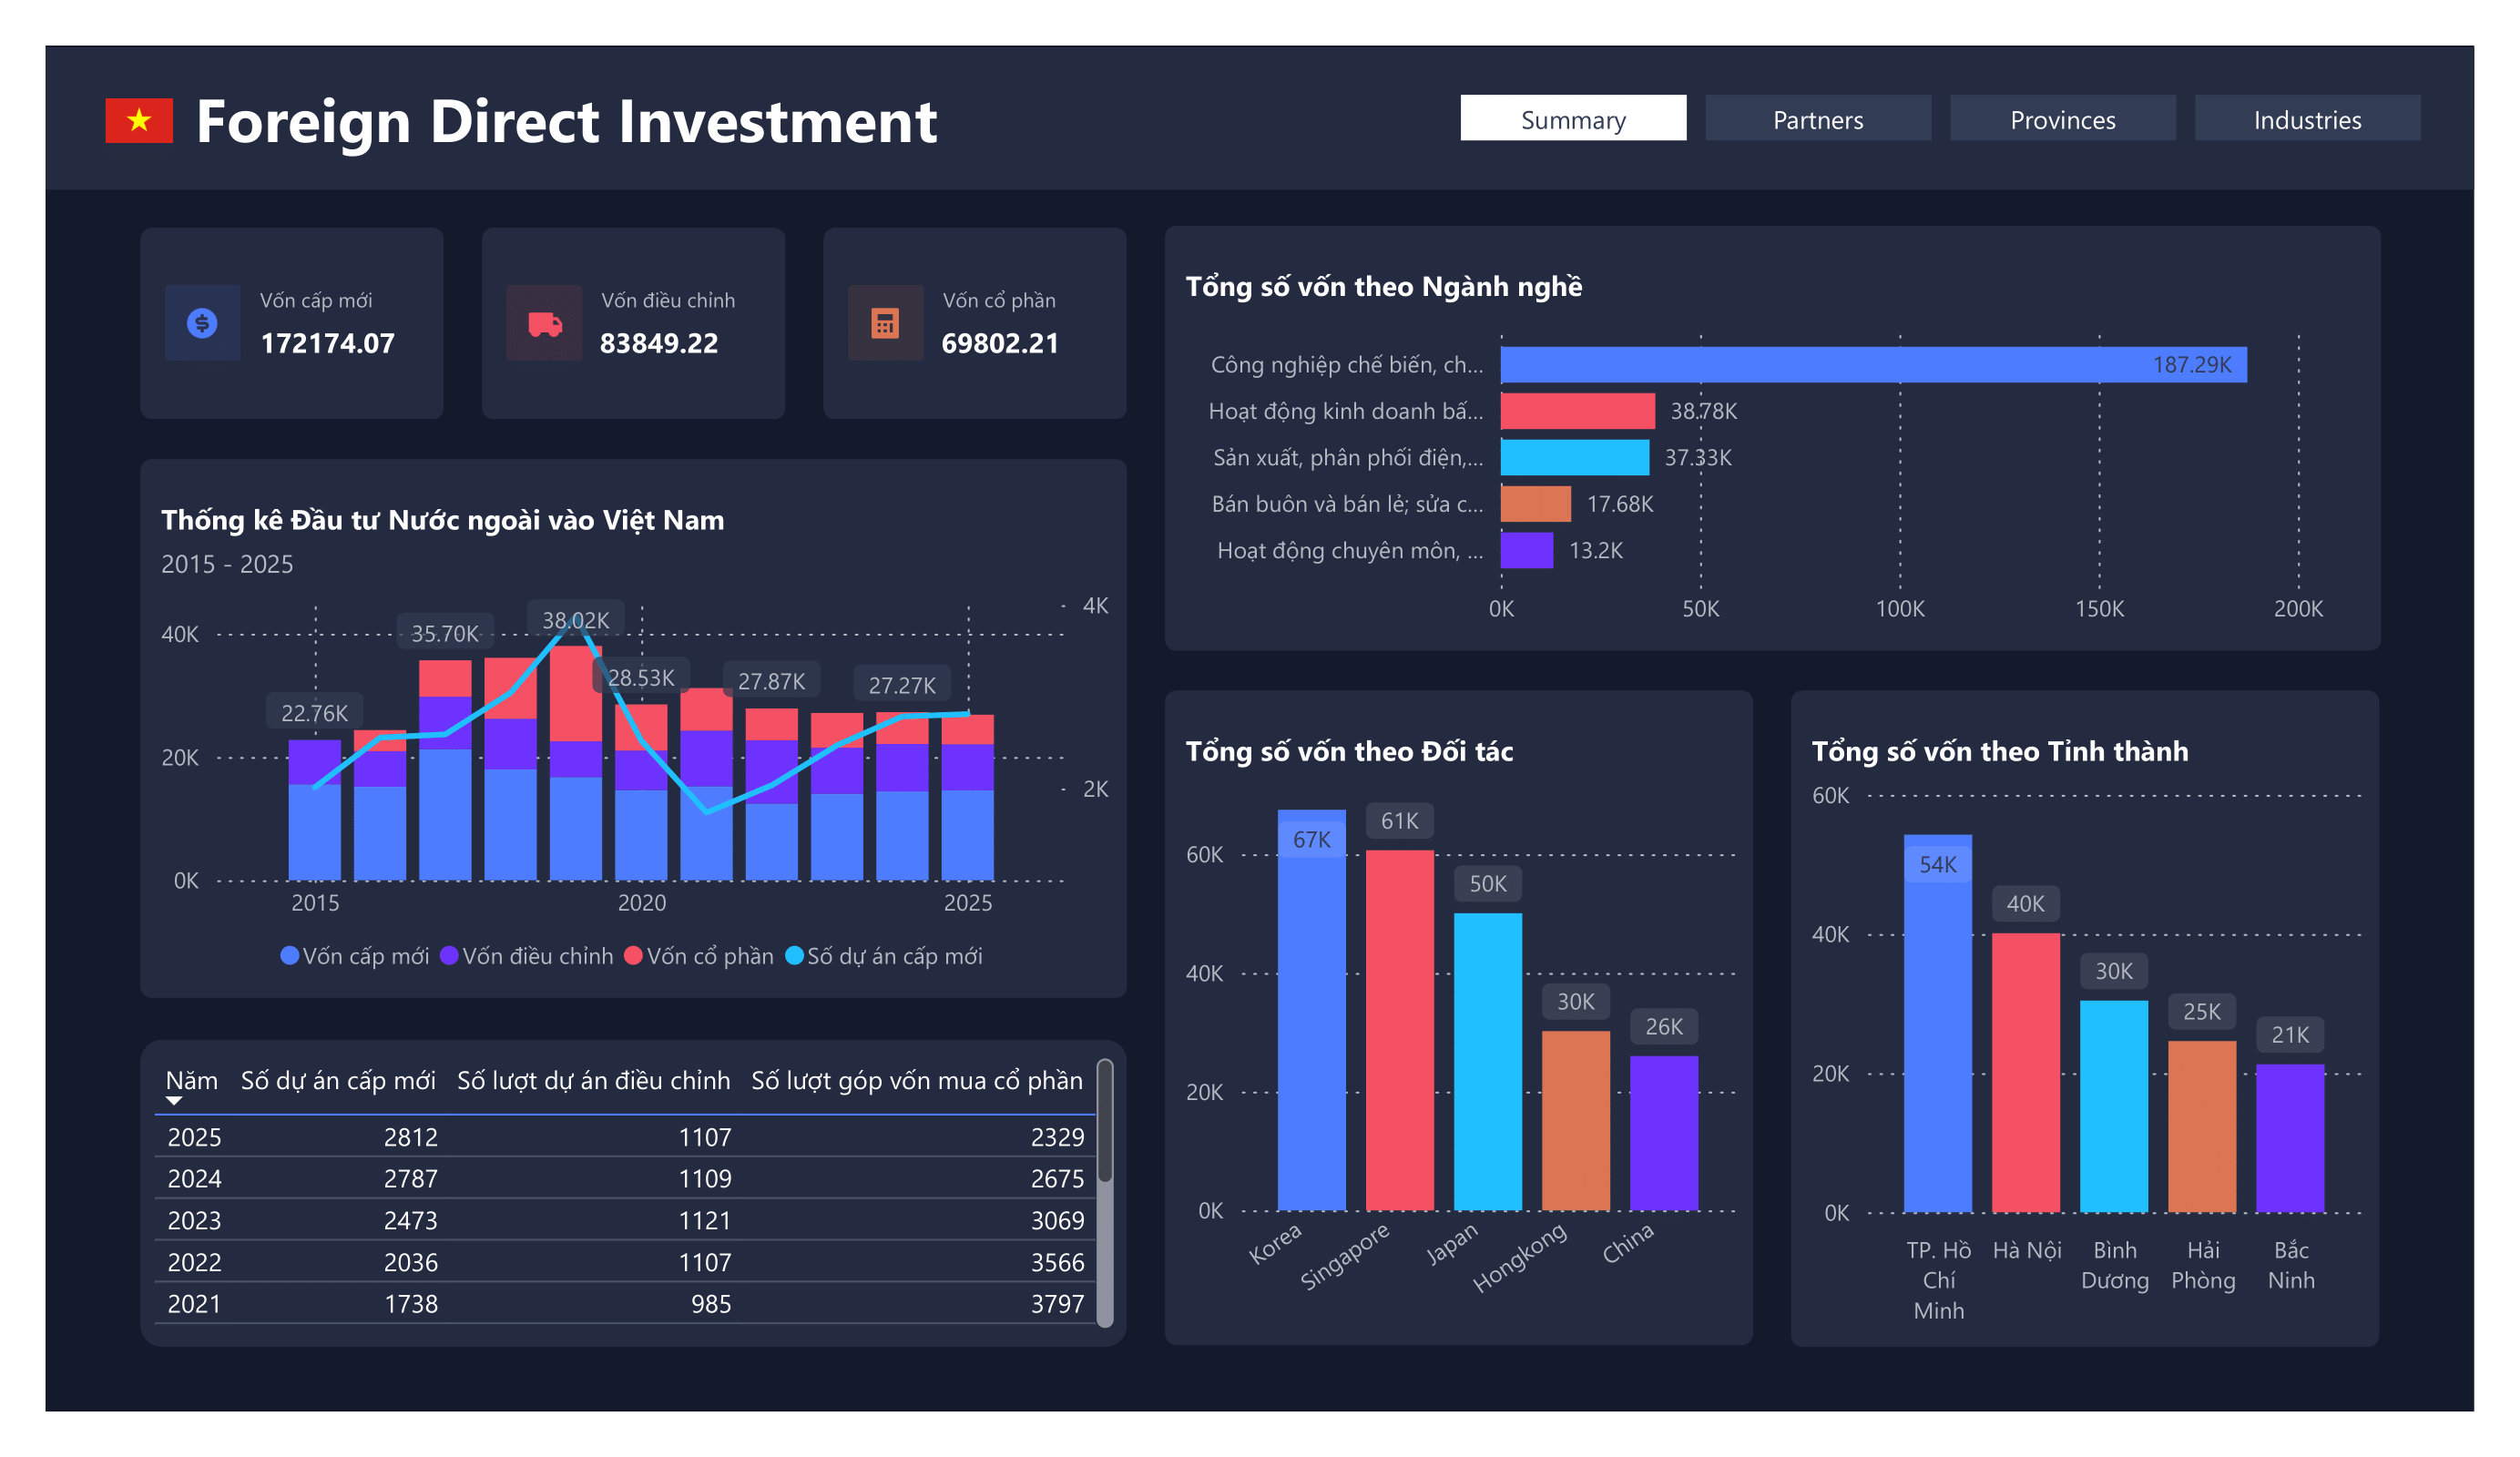 Foreign Direct Investment
Summary
Partners
Provinces
Industries
Vốn cấp mới
172174.07
Vốn điều chỉnh
83849.22
Vốn cổ phần
69802.21
Thống kê Đầu tư Nước ngoài vào Việt Nam
2015 - 2025
40K
20K
0K
4K
2K
22.76K
35.70K
38.02K
28.53K
27.87K
27.27K
2015
2020
2025
Vốn cấp mới
Vốn điều chỉnh
Vốn cổ phần
Số dự án cấp mới
Năm Số dự án cấp mới Số lượt dự án điều chỉnh Số lượt góp vốn mua cổ phần
2025 2812 1107 2329
2024 2787 1109 2675
2023 2473 1121 3069
2022 2036 1107 3566
2021 1738 985 3797
Tổng số vốn theo Ngành nghề
Công nghiệp chế biến, ch... 187.29K
Hoạt động kinh doanh bấ... 38.78K
Sản xuất, phân phối điện,... 37.33K
Bán buôn và bán lẻ; sửa c... 17.68K
Hoạt động chuyên môn, ... 13.2K
0K 50K 100K 150K 200K
Tổng số vốn theo Đối tác
60K
40K
20K
0K
67K
61K
50K
30K
26K
Korea
Singapore
Japan
Hongkong
China
Tổng số vốn theo Tỉnh thành
60K
40K
20K
0K
54K
40K
30K
25K
21K
TP. Hồ
Chí
Minh
Hà Nội
Bình
Dương
Hải
Phòng
Bắc
Ninh